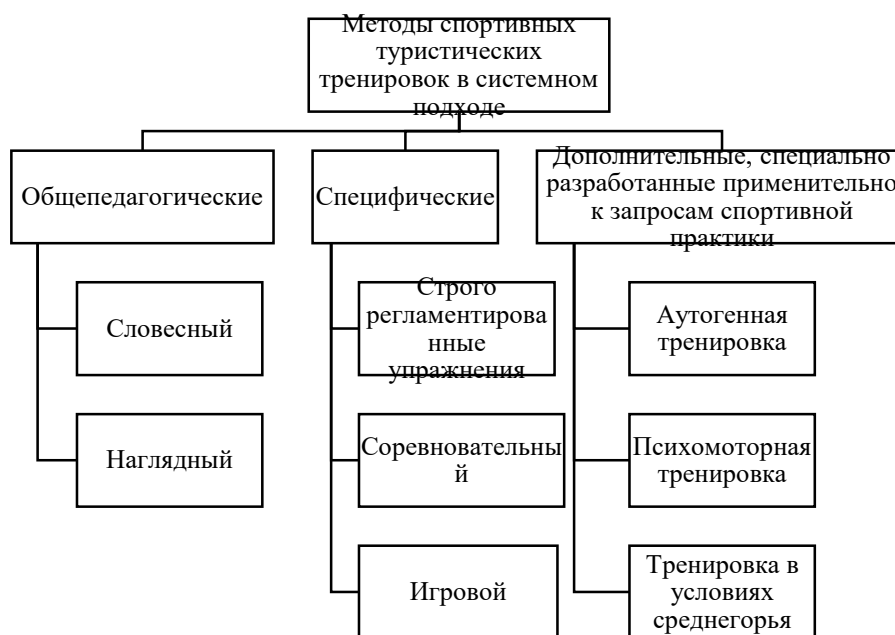 Методы спортивных
туристических
тренировок в системном
подходе
Общепедагогические
Специфические
Дополнительные, специально
разработанные применительно
к запросам спортивной
практики
Словесный
Строго
регламентирова
нные
упражнения
Аутогенная
тренировка
Наглядный
Соревновательны
й
Психомоторная
тренировка
Игровой
Тренировка в
условиях
среднегорья